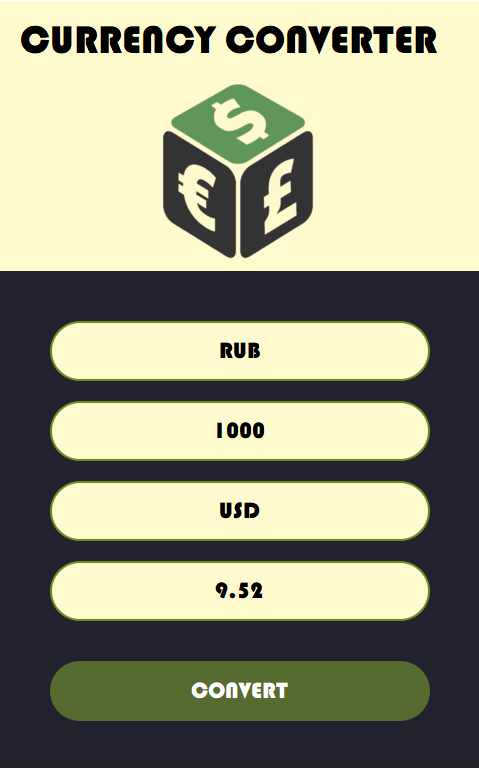 CURRENCY CONVERTER
$
€ £
RUB
1000
USD
9.52
CONVERT